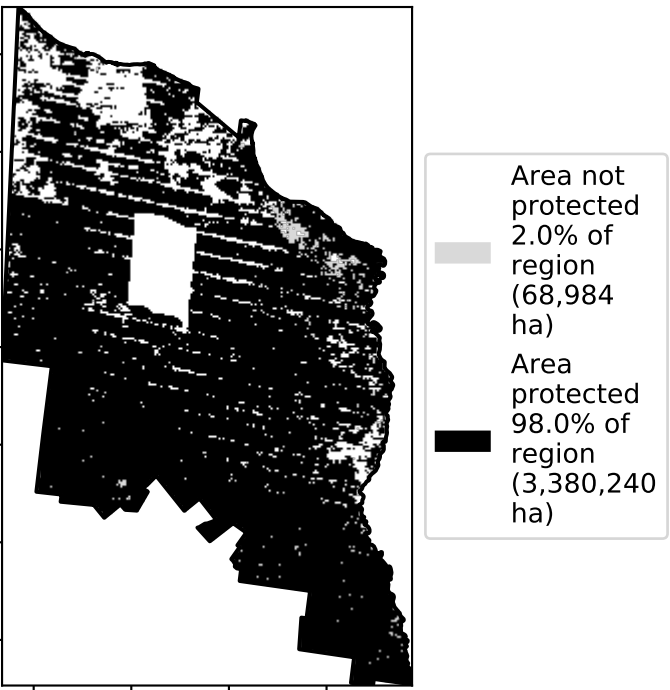 Area not
protected
2.0% of
region
(68,984
ha)
Area
protected
98.0% of
region
(3,380,240
ha)